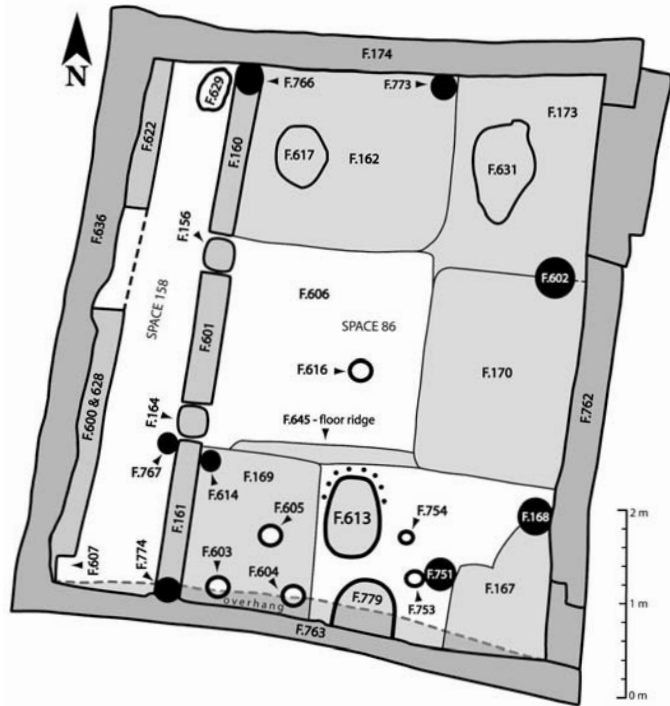 F.174
N
F.629
F.766
F.773
F.173
F.622
F.160
F.617
F.162
F.631
F.636
F.156
F.602
SPACE 158
F.606
SPACE 86
F.601
F.616
F.170
F.762
F.600 & 628
F.164
F.645 - floor ridge
F.767
F.614
F.169
F.161
F.605
F.613
F.754
F.168
2 m
F.607
F.774
F.603
F.604
F.751
F.753
F.167
F.779
overhang
1 m
F.763
0 m